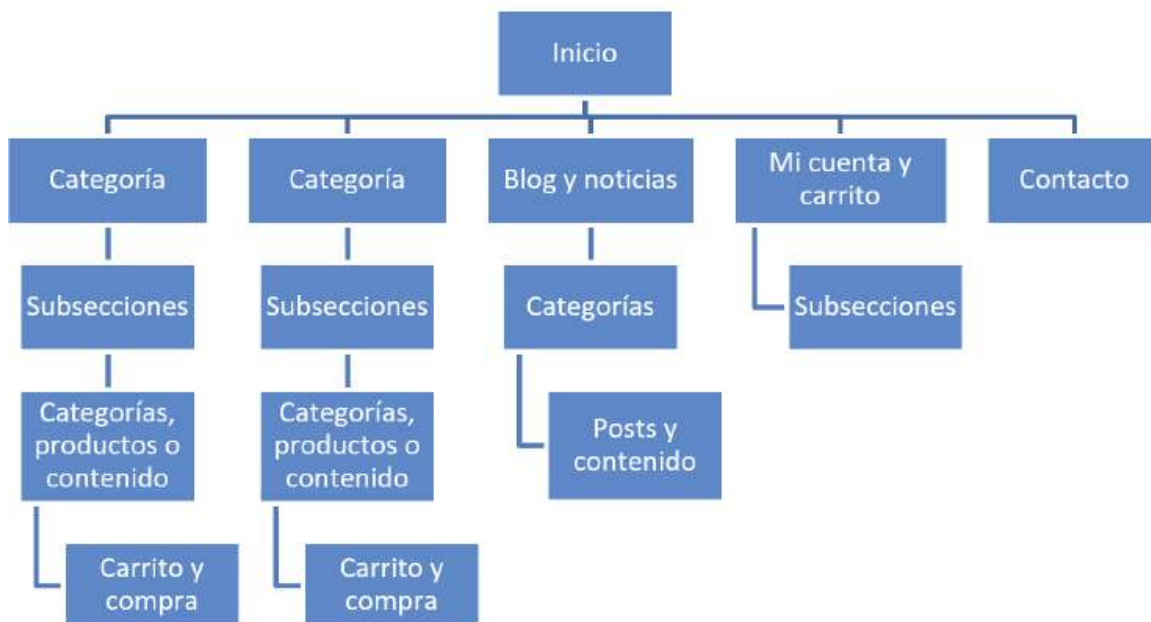 Inicio
Categoría
Categoría
Blog y noticias
Mi cuenta y
carrito
Contacto
Subsecciones
Subsecciones
Categorías
Subsecciones
Categorías,
productos o
contenido
Categorías,
productos o
contenido
Posts y
contenido
Carrito y
compra
Carrito y
compra